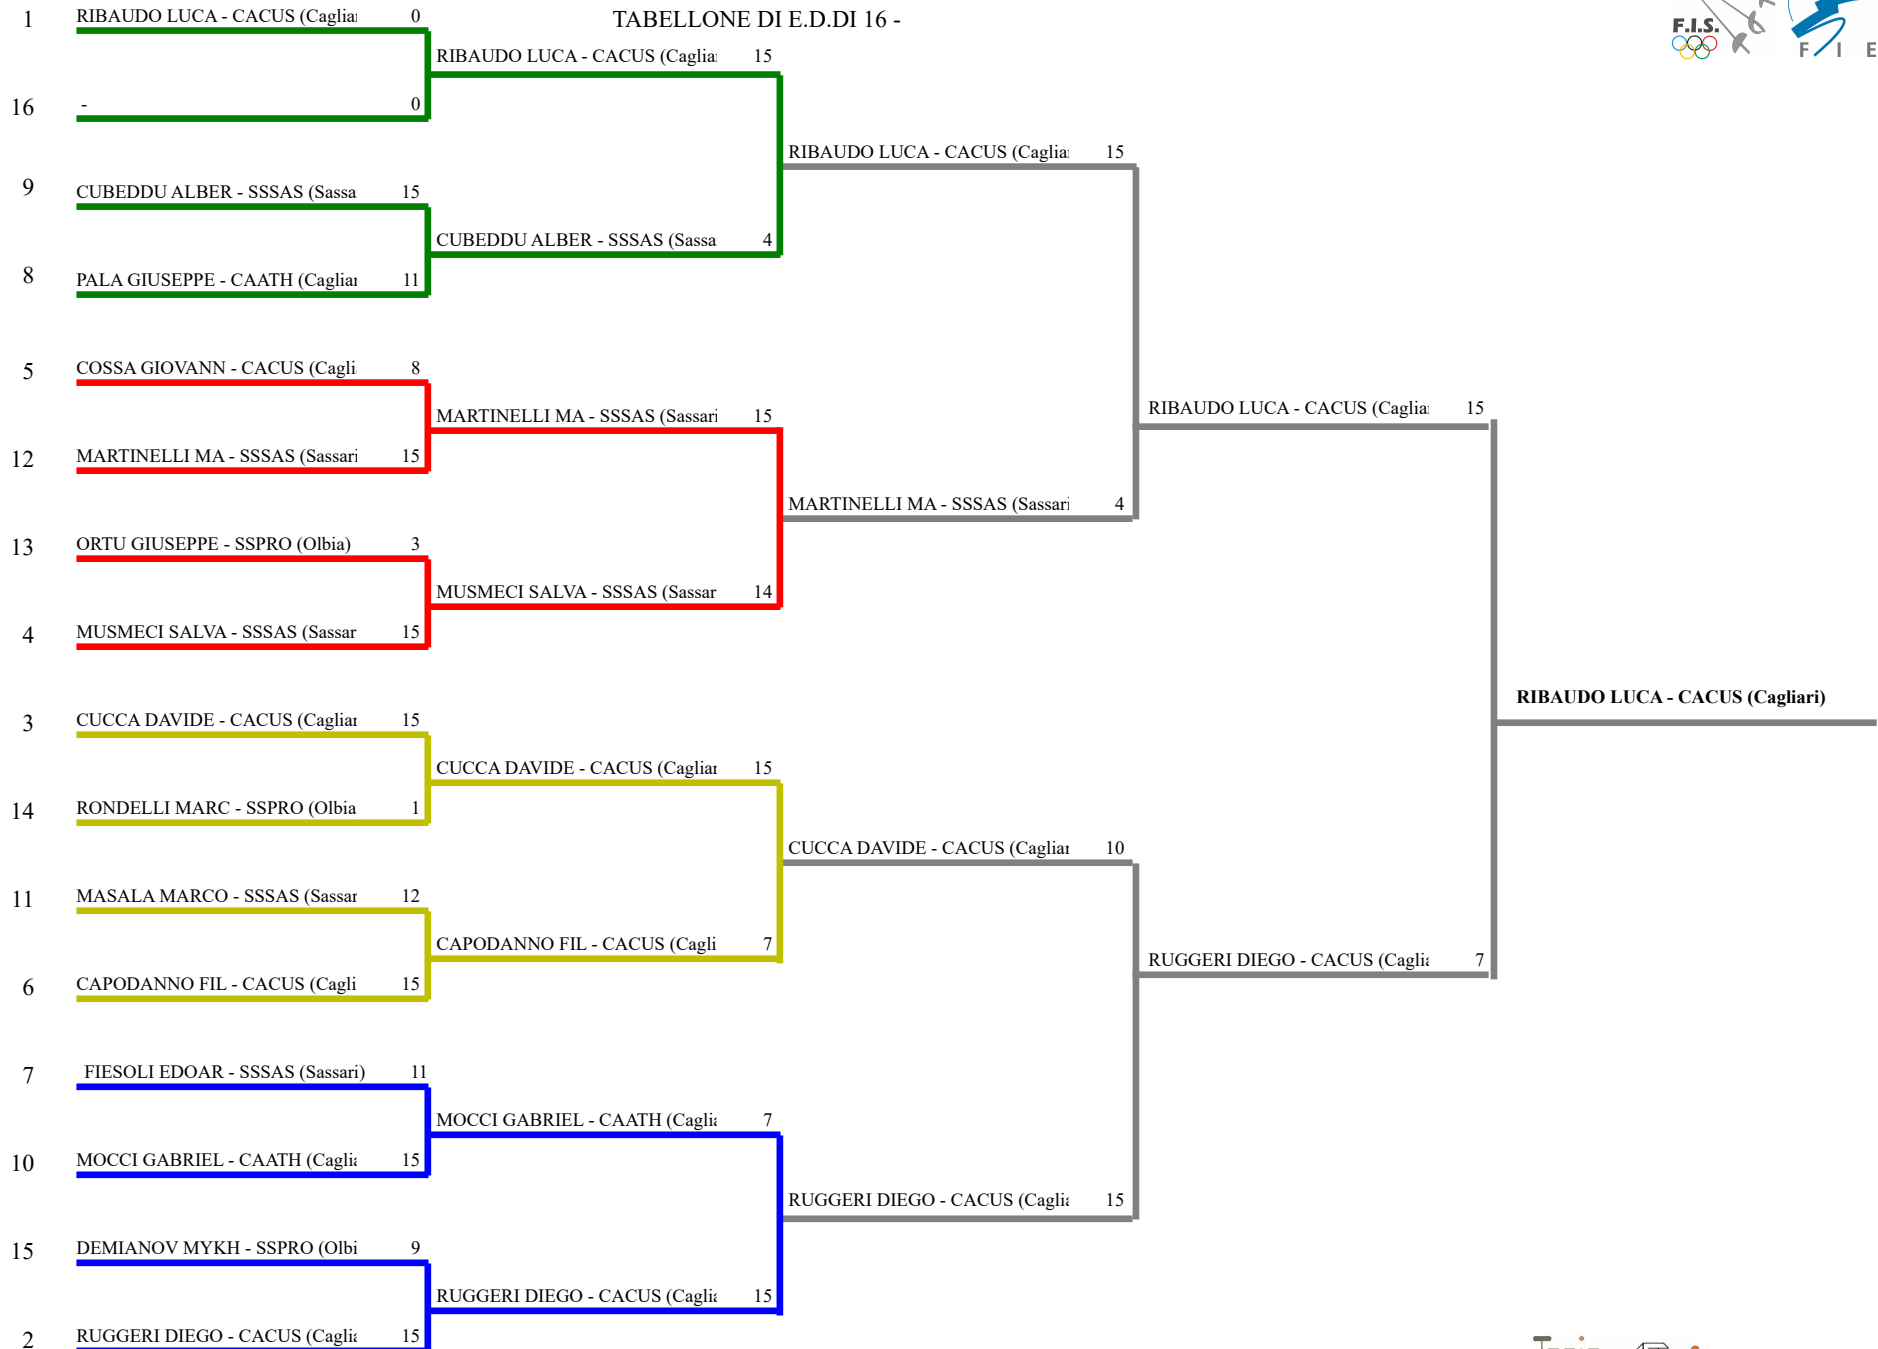 TABELLONE DI E.D.DI 16 -
F.I.S.
F I E
1 RIBAUDO LUCA - CACUS (Caglia 0
RIBAUDO LUCA - CACUS (Caglia 15
16 - 0
RIBAUDO LUCA - CACUS (Caglia 15
9 CUBEDDU ALBER - SSSAS (Sassa 15
CUBEDDU ALBER - SSSAS (Sassa 4
8 PALA GIUSEPPE - CAATH (Caglia 11
5 COSSA GIOVANN - CACUS (Cagli 8
MARTINELLI MA - SSSAS (Sassari 15
RIBAUDO LUCA - CACUS (Caglia 15
12 MARTINELLI MA - SSSAS (Sassari 15
MARTINELLI MA - SSSAS (Sassari 4
13 ORTU GIUSEPPE - SSPRO (Olbia) 3
MUSMECI SALVA - SSSAS (Sassar 14
4 MUSMECI SALVA - SSSAS (Sassar 15
RIBAUDO LUCA - CACUS (Cagliari)
3 CUCCA DAVIDE - CACUS (Cagliar 15
CUCCA DAVIDE - CACUS (Cagliar 15
14 RONDELLI MARC - SSPRO (Olbia 1
CUCCA DAVIDE - CACUS (Cagliar 10
11 MASALA MARCO - SSSAS (Sassar 12
CAPODANNO FIL - CACUS (Cagli 7
RUGGERI DIEGO - CACUS (Caglia 7
6 CAPODANNO FIL - CACUS (Cagli 15
7 FIESOLI EDOAR - SSSAS (Sassari) 11
MOCCI GABRIEL - CAATH (Caglia 7
10 MOCCI GABRIEL - CAATH (Caglia 15
RUGGERI DIEGO - CACUS (Caglia 15
15 DEMIANOV MYKH - SSPRO (Olbi 9
RUGGERI DIEGO - CACUS (Caglia 15
2 RUGGERI DIEGO - CACUS (Caglia 15